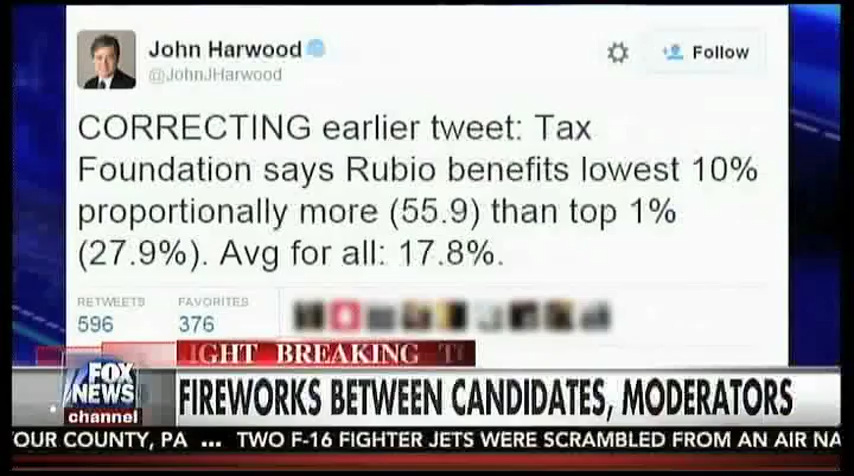 John Harwood
@JohnJHarwood
Follow
CORRECTING earlier tweet: Tax
Foundation says Rubio benefits lowest 10%
proportionally more (55.9) than top 1%
(27.9%). Avg for all: 17.8%.
RETWEETS FAVORITES
596 376
IGHT BREAKING T
FOX
NEWS
channel
FIREWORKS BETWEEN CANDIDATES, MODERATORS
OUR COUNTY, PA ... TWO F-16 FIGHTER JETS WERE SCRAMBLED FROM AN AIR NA